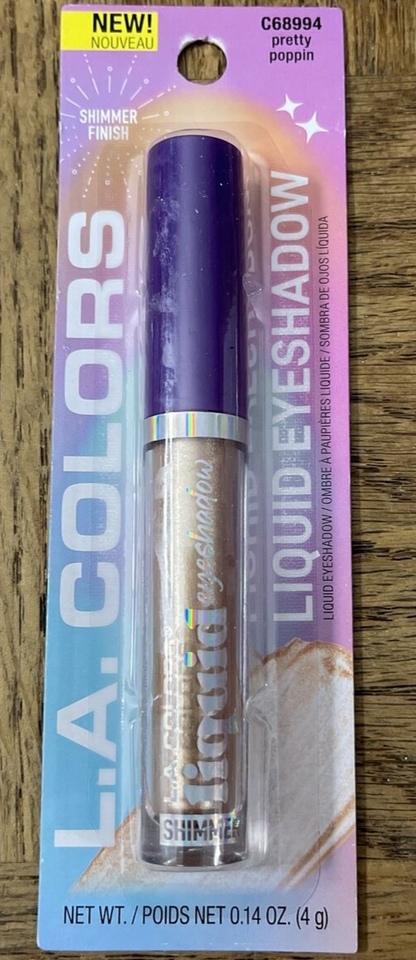 NEW!
NOUVEAU
C68994
pretty
poppin
SHIMMER
FINISH
L.A. COLORS
LIQUID EYESHADOW
LIQUID EYESHADOW / OMBRE À PAUPIÈRES LIQUIDE / SOMBRA DE OJOS LÍQUIDA
L.A. COLORS
liquid eyeshadow
SHIMMER
NET WT. / POIDS NET 0.14 OZ. (4 g)